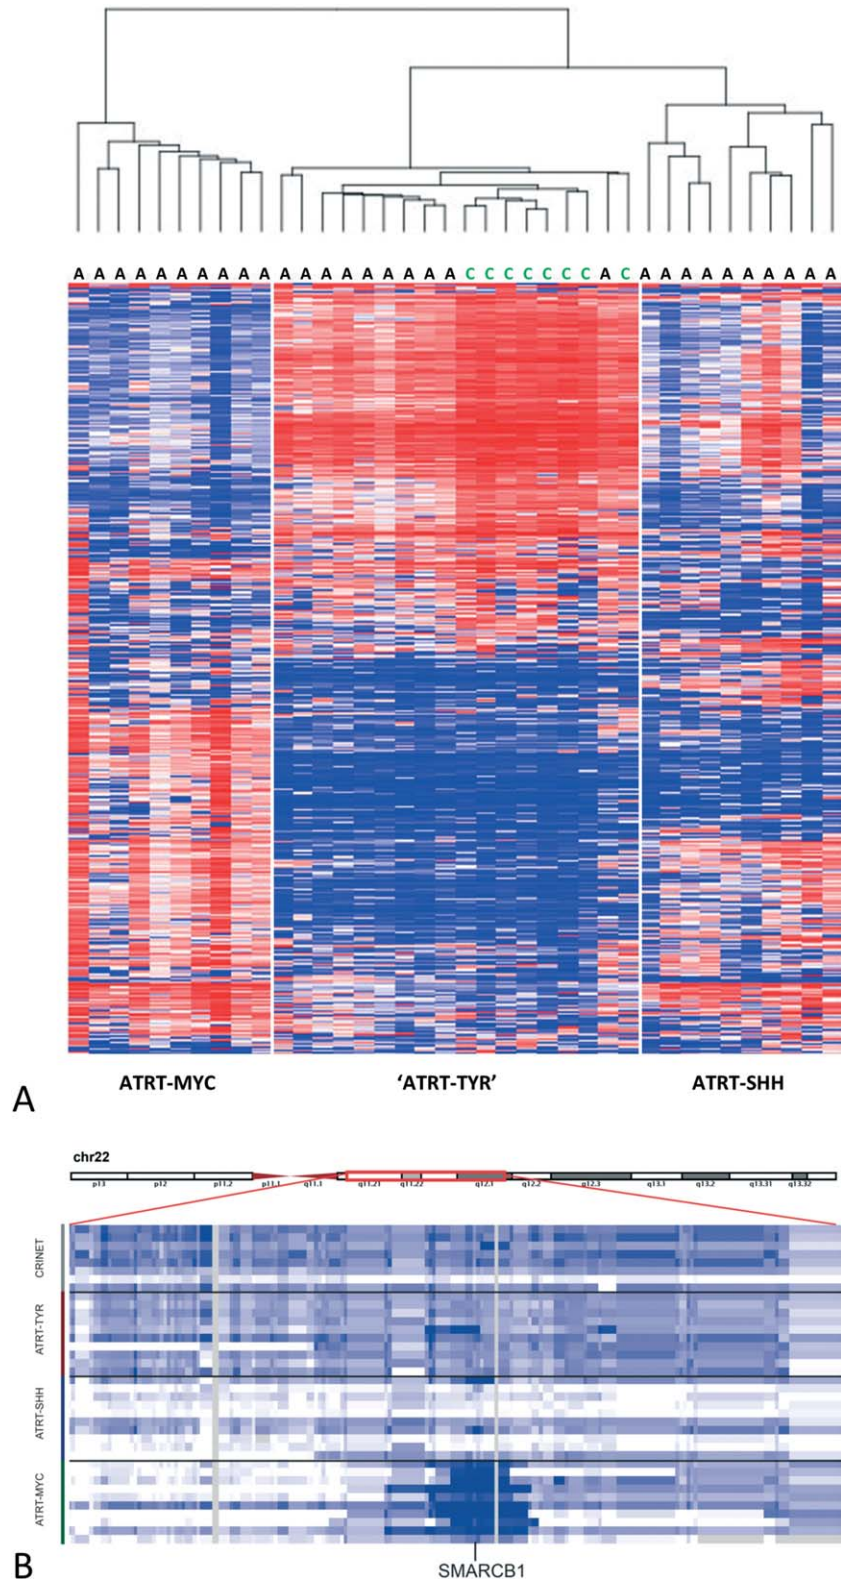 A A A A A A A A A A A A A A A A A A A C C C C C C C A C A A A A A A A A A A
ATRT-MYC
'ATRT-TYR'
ATRT-SHH
A
chr22
p13 p12 p11.2 p11.1 q11.1 q11.21 q11.22 q12.1 q12.2 p12.3 q13.1 q13.2 q13.31 q13.32
CRINET
ATRT-TYR
ATRT-SHH
ATRT-MYC
SMARCB1
B